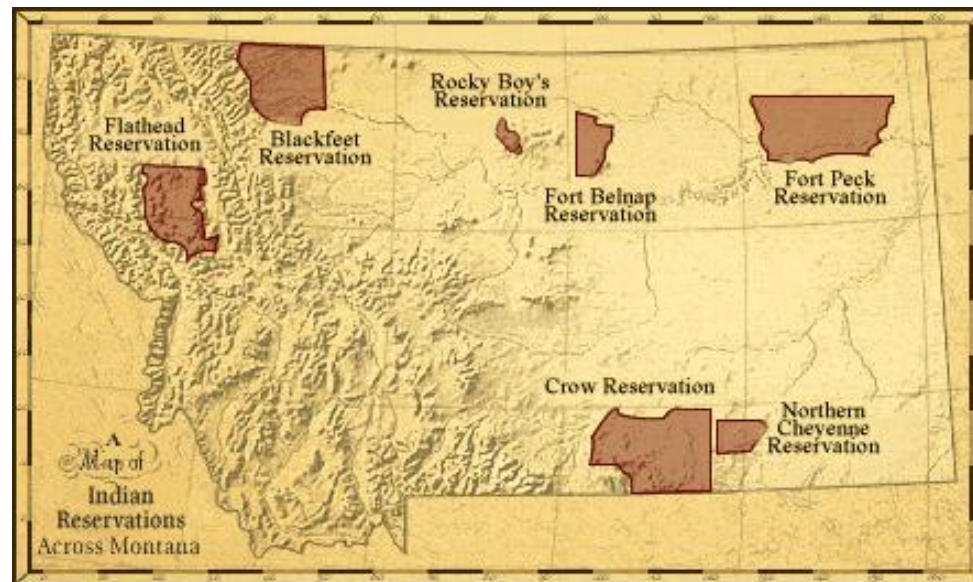 Rocky Boy's
Reservation
Flathead
Reservation
Blackfeet
Reservation
Fort Belnap
Reservation
Fort Peck
Reservation
Crow Reservation
Northern
Cheyenne
Reservation
A
Map of
Indian
Reservations
Across Montana